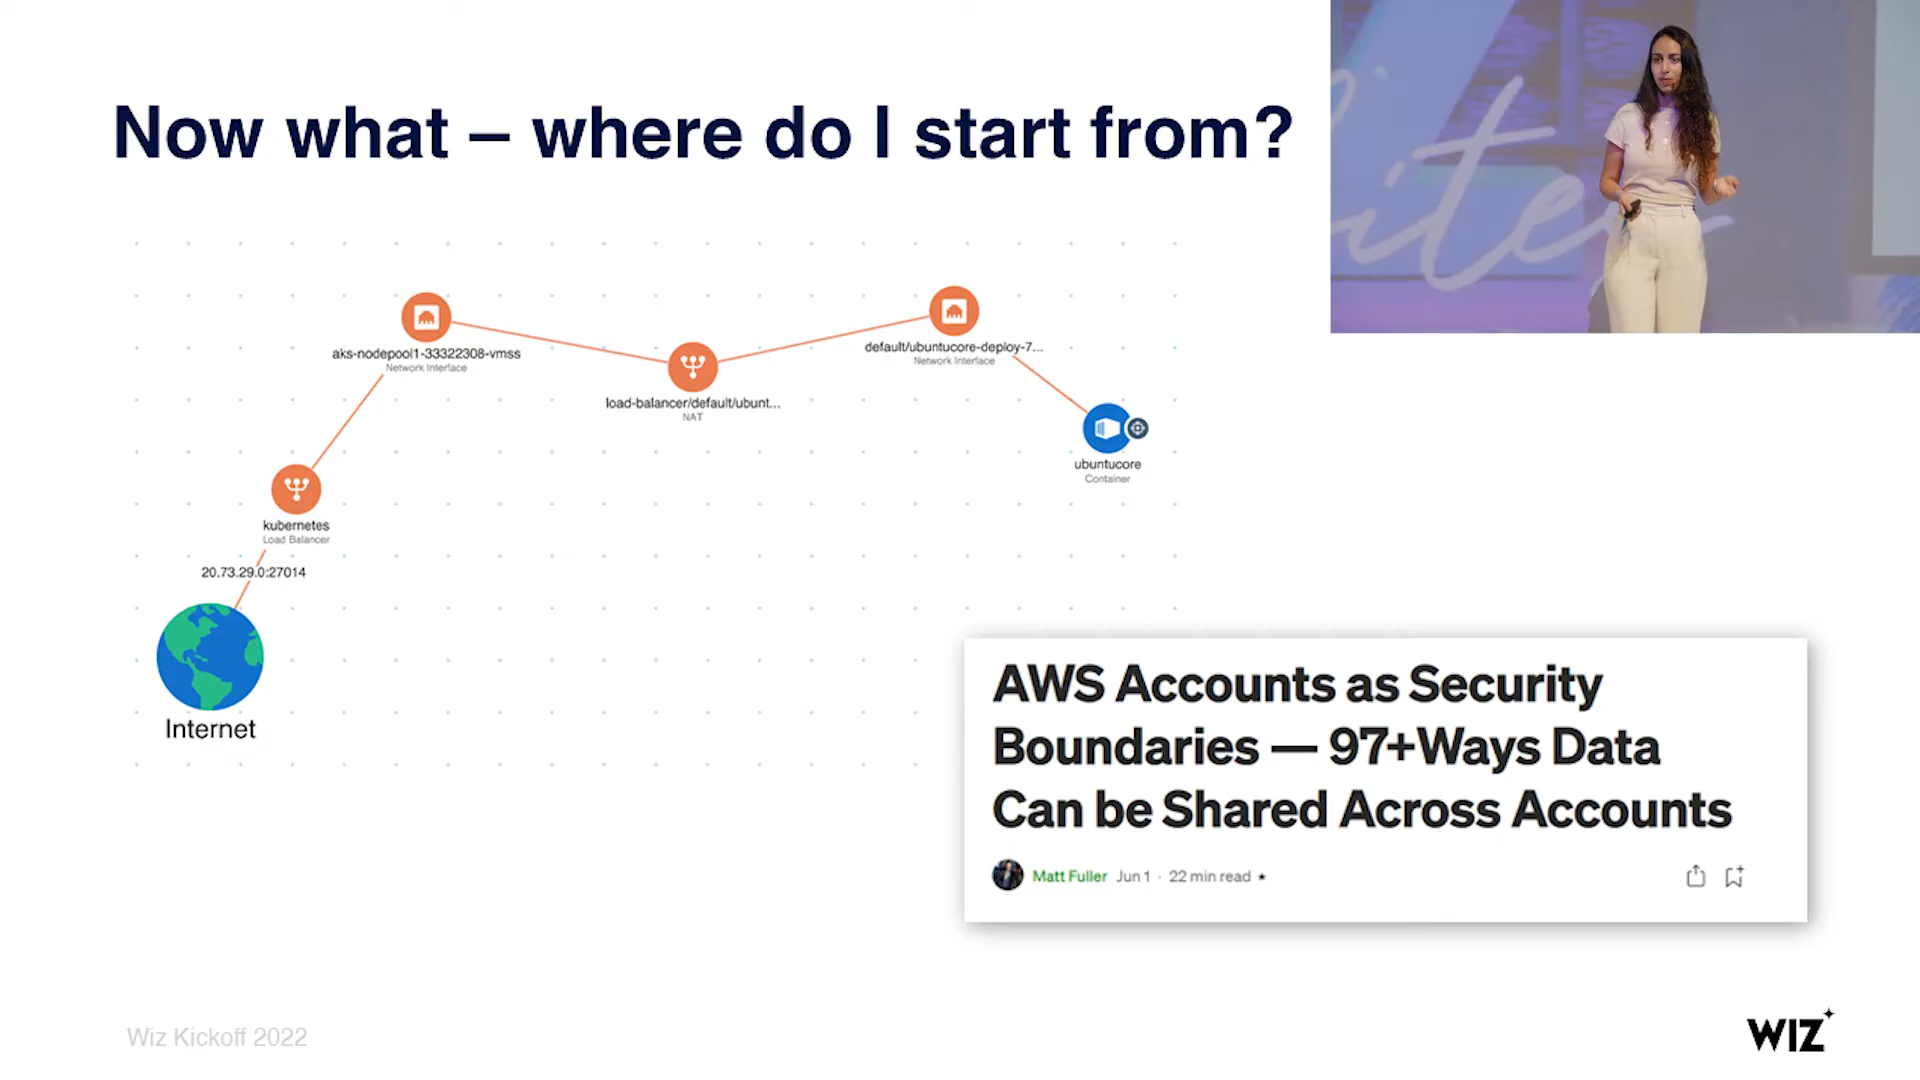 Now what – where do I start from?
aks-nodepool1-33322308-vmss
Network Interface
default/ubuntucore-deploy-7...
Network Interface
load-balancer/default/ubunt...
NAT
ubuntucore
Container
kubernetes
Load Balancer
20.73.29.0:27014
Internet
AWS Accounts as Security
Boundaries — 97+Ways Data
Can be Shared Across Accounts
Matt Fuller Jun 1 · 22 min read ★
Wiz Kickoff 2022
WIZ